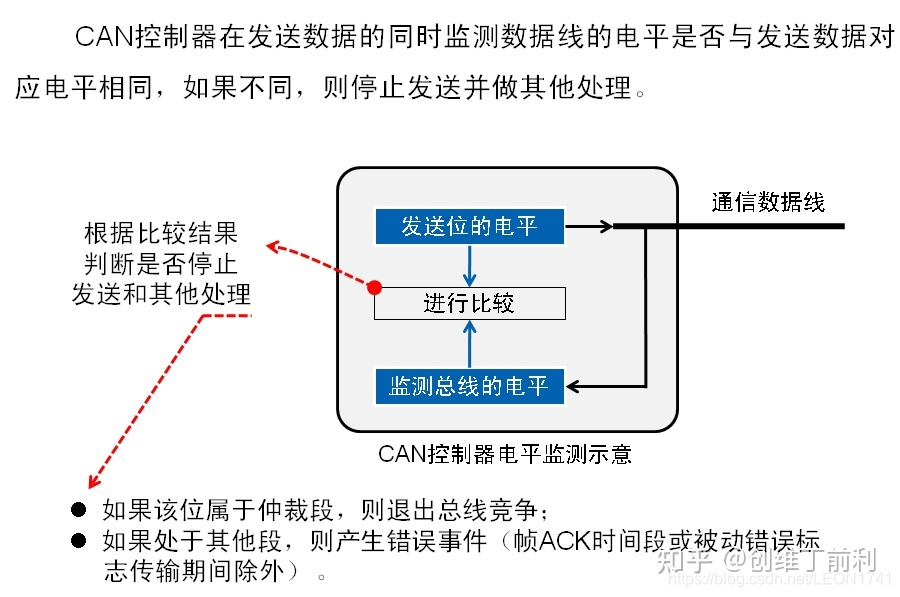 CAN控制器在发送数据的同时监测数据线的电平是否与发送数据对
应电平相同，如果不同，则停止发送并做其他处理。
通信数据线
发送位的电平
根据比较结果
判断是否停止
发送和其他处理
进行比较
监测总线的电平
CAN控制器电平监测示意
● 如果该位属于仲裁段，则退出总线竞争；
● 如果处于其他段，则产生错误事件（帧ACK时间段或被动错误标
志传输期间除外）。
知乎 @创维丁前利
https://blog.csdn.net/LEON1741